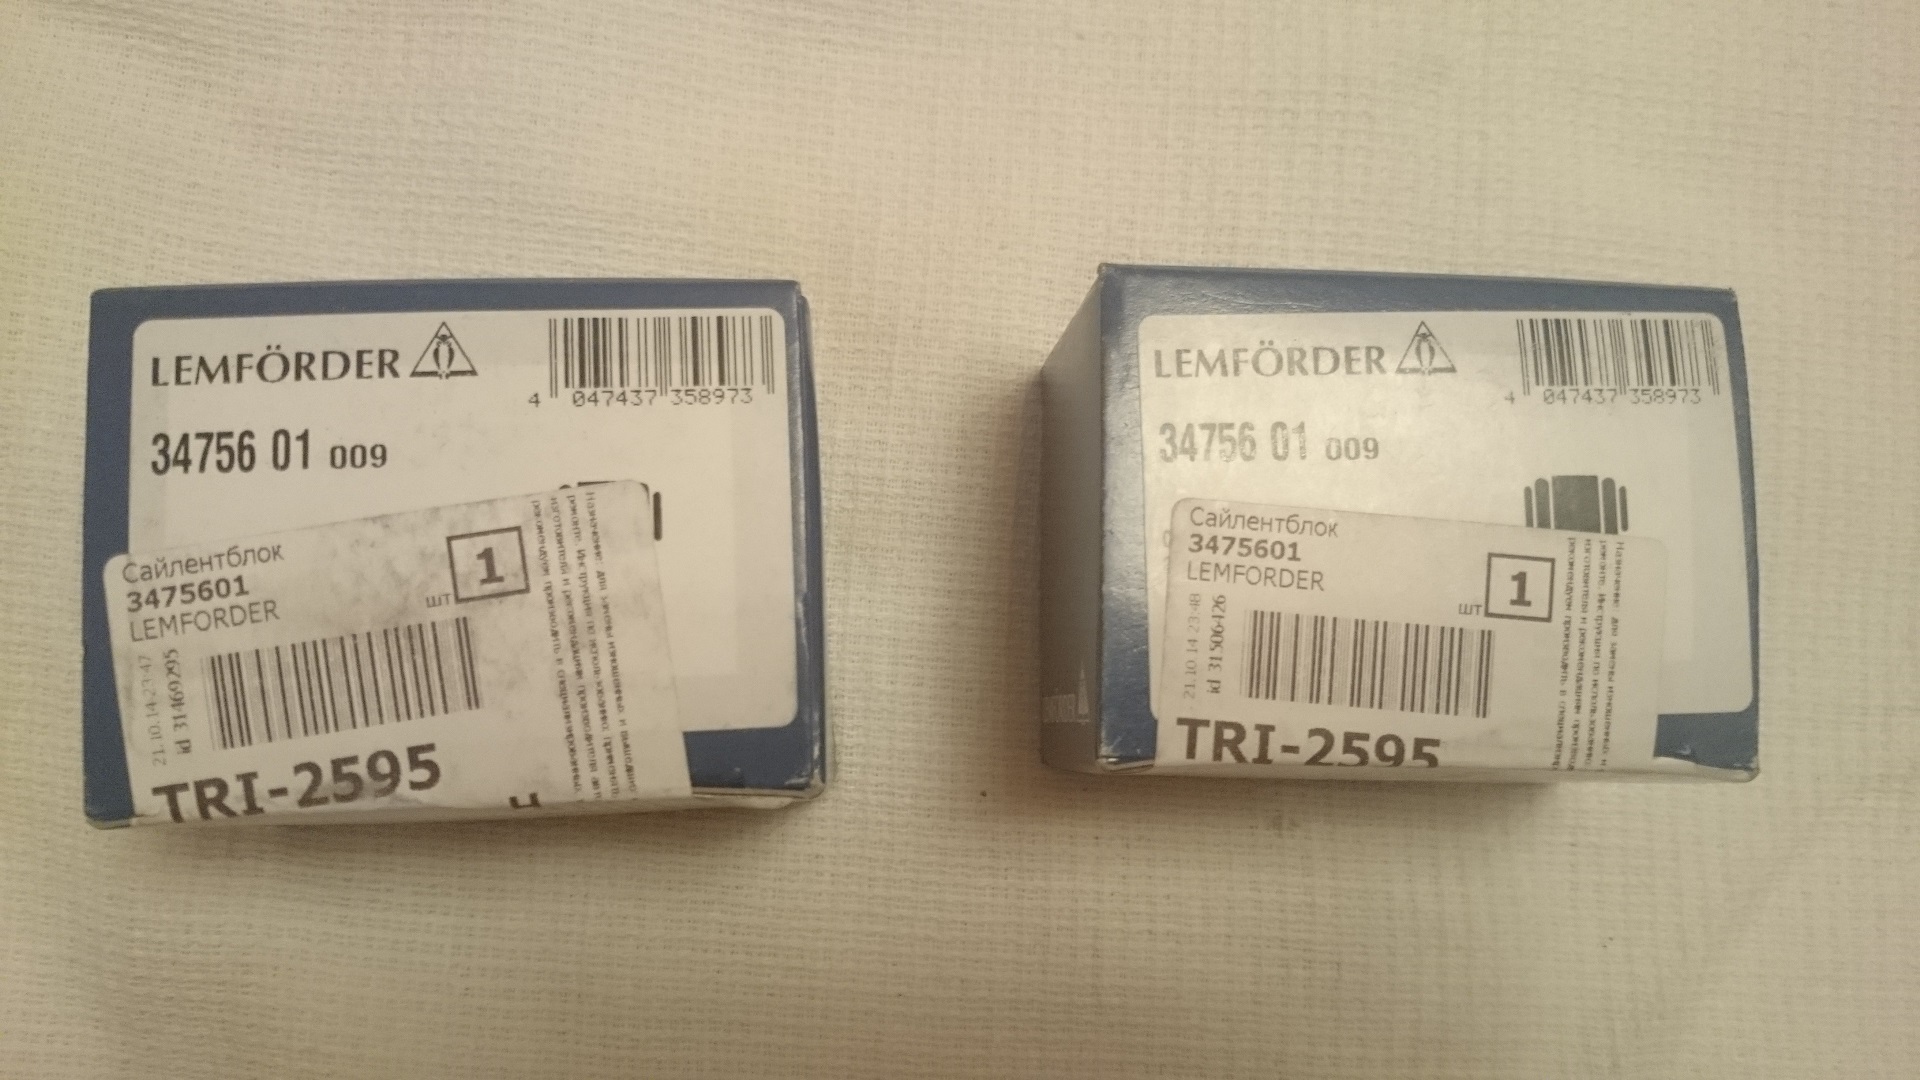 LEMFÖRDER
4 047437 358973
34756 01 009
Сайлентблок
3475601
LEMFORDER
шт 1
21.10.14 23:47
id 31469295
TRI-2595
LEMFÖRDER
4 047437 358973
34756 01 009
Сайлентблок
3475601
LEMFORDER
шт 1
21.10.14 23:48
id 31506426
TRI-2595